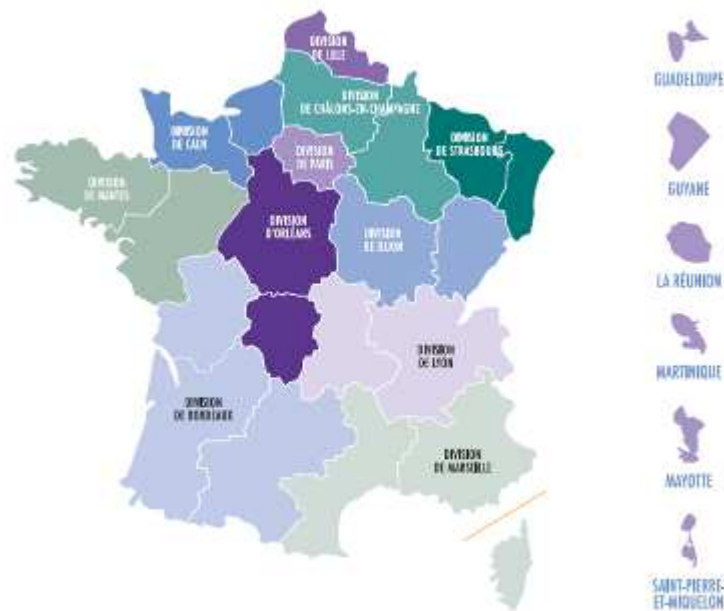 DIVISION
DE LILLE
DIVISION
DE CHÂLONS-EN-CHAMPAGNE
DIVISION
DE CAEN
DIVISION
DE PARIS
DIVISION
DE STRASBOURG
DIVISION
DE NANTES
DIVISION
D'ORLÉANS
DIVISION
DE DIJON
DIVISION
DE LYON
DIVISION
DE BORDEAUX
DIVISION
DE MARSEILLE
GUADELOUPE
GUYANE
LA RÉUNION
MARTINIQUE
MAYOTTE
SAINT-PIERRE-
ET-MIQUELON